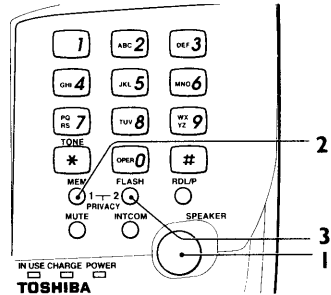 1 ABC 2 DEF 3
GHI 4 JKL 5 MNO 6
PQ RS 7 TUV 8 WX YZ 9
TONE
* OPER 0 #
2
MEM FLASH RDL/P
1 2
PRIVACY
MUTE INTCOM SPEAKER
3
1
IN USE CHARGE POWER
TOSHIBA